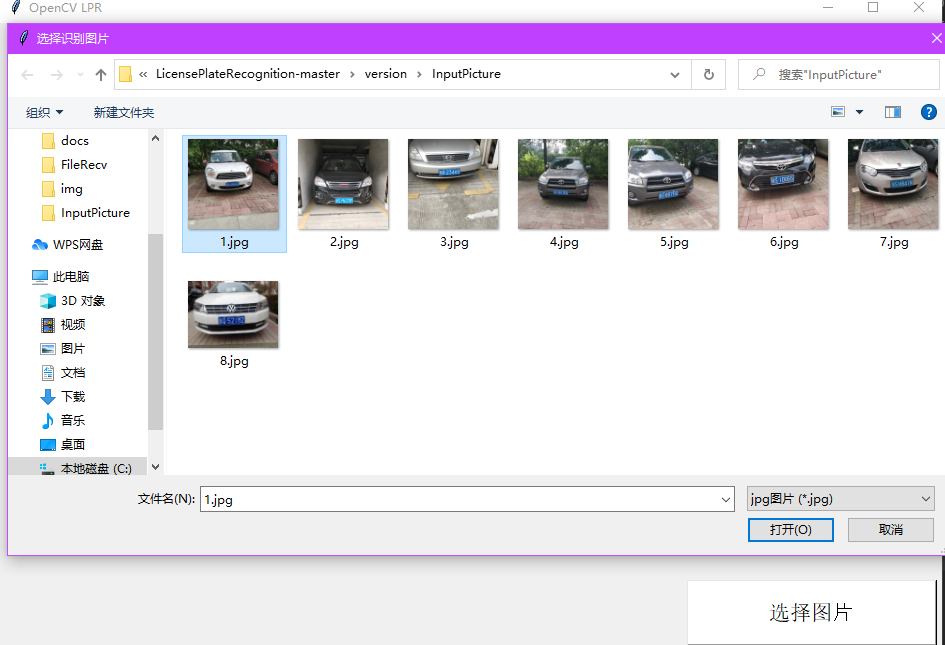 OpenCV LPR
选择识别图片
« LicensePlateRecognition-master › version › InputPicture
搜索"InputPicture"
组织
新建文件夹
docs
FileRecv
img
InputPicture
WPS网盘
此电脑
3D 对象
视频
图片
文档
下载
音乐
桌面
本地磁盘 (C:)
1.jpg
2.jpg
3.jpg
4.jpg
5.jpg
6.jpg
7.jpg
8.jpg
文件名(N):
1.jpg
jpg图片 (*.jpg)
打开(O)
取消
选择图片